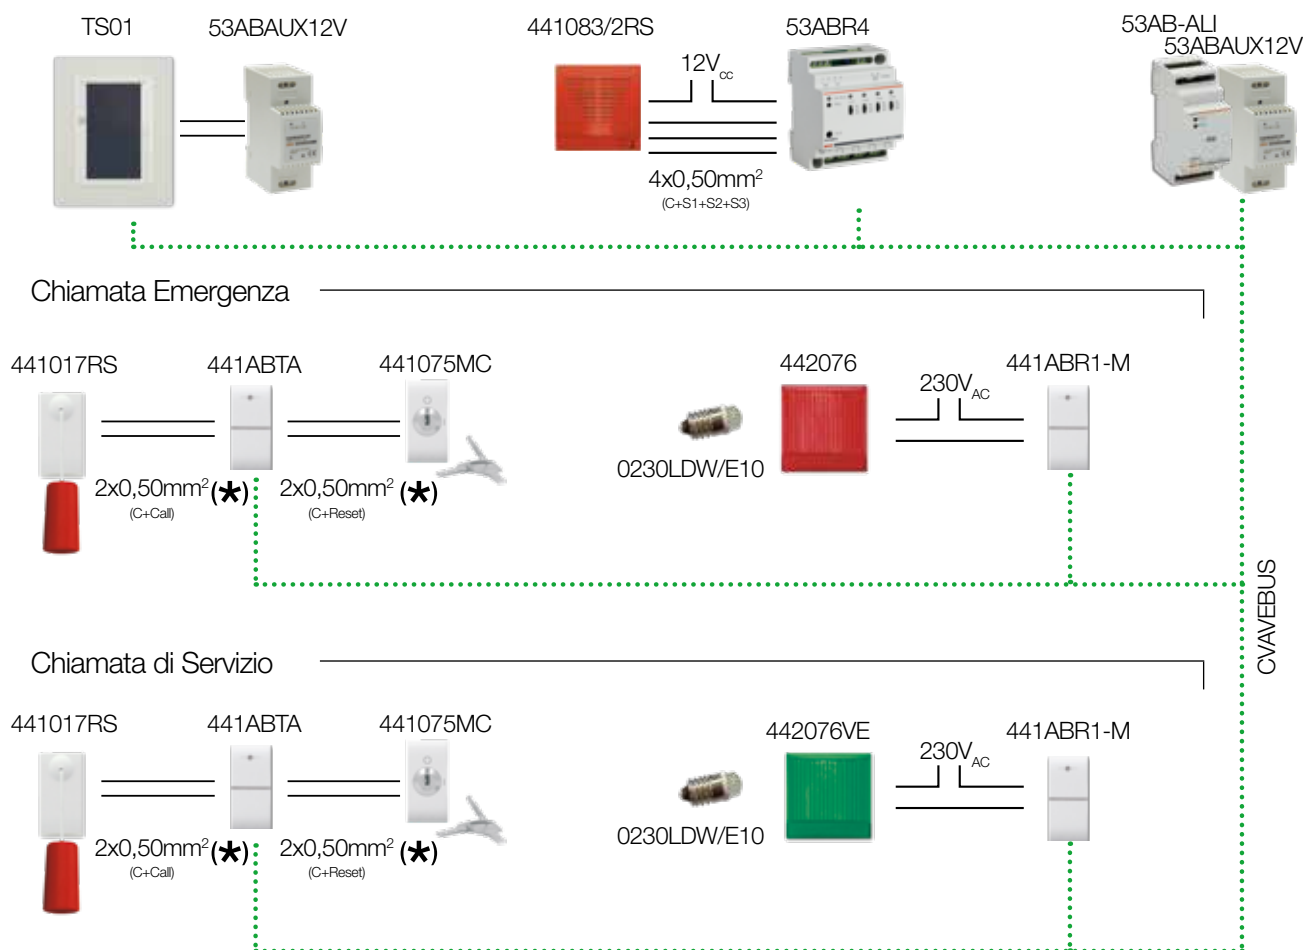 TS01
53ABAUX12V
441083/2RS
53ABR4
53AB-ALI
53ABAUX12V
12Vcc
4x0,50mm²
(C+S1+S2+S3)
Chiamata Emergenza
441017RS
441ABTA
441075MC
442076
441ABR1-M
230VAC
0230LDW/E10
2x0,50mm² (*)
2x0,50mm² (*)
(C+Call)
(C+Reset)
CVAVEBUS
Chiamata di Servizio
441017RS
441ABTA
441075MC
442076VE
441ABR1-M
230VAC
0230LDW/E10
2x0,50mm² (*)
2x0,50mm² (*)
(C+Call)
(C+Reset)